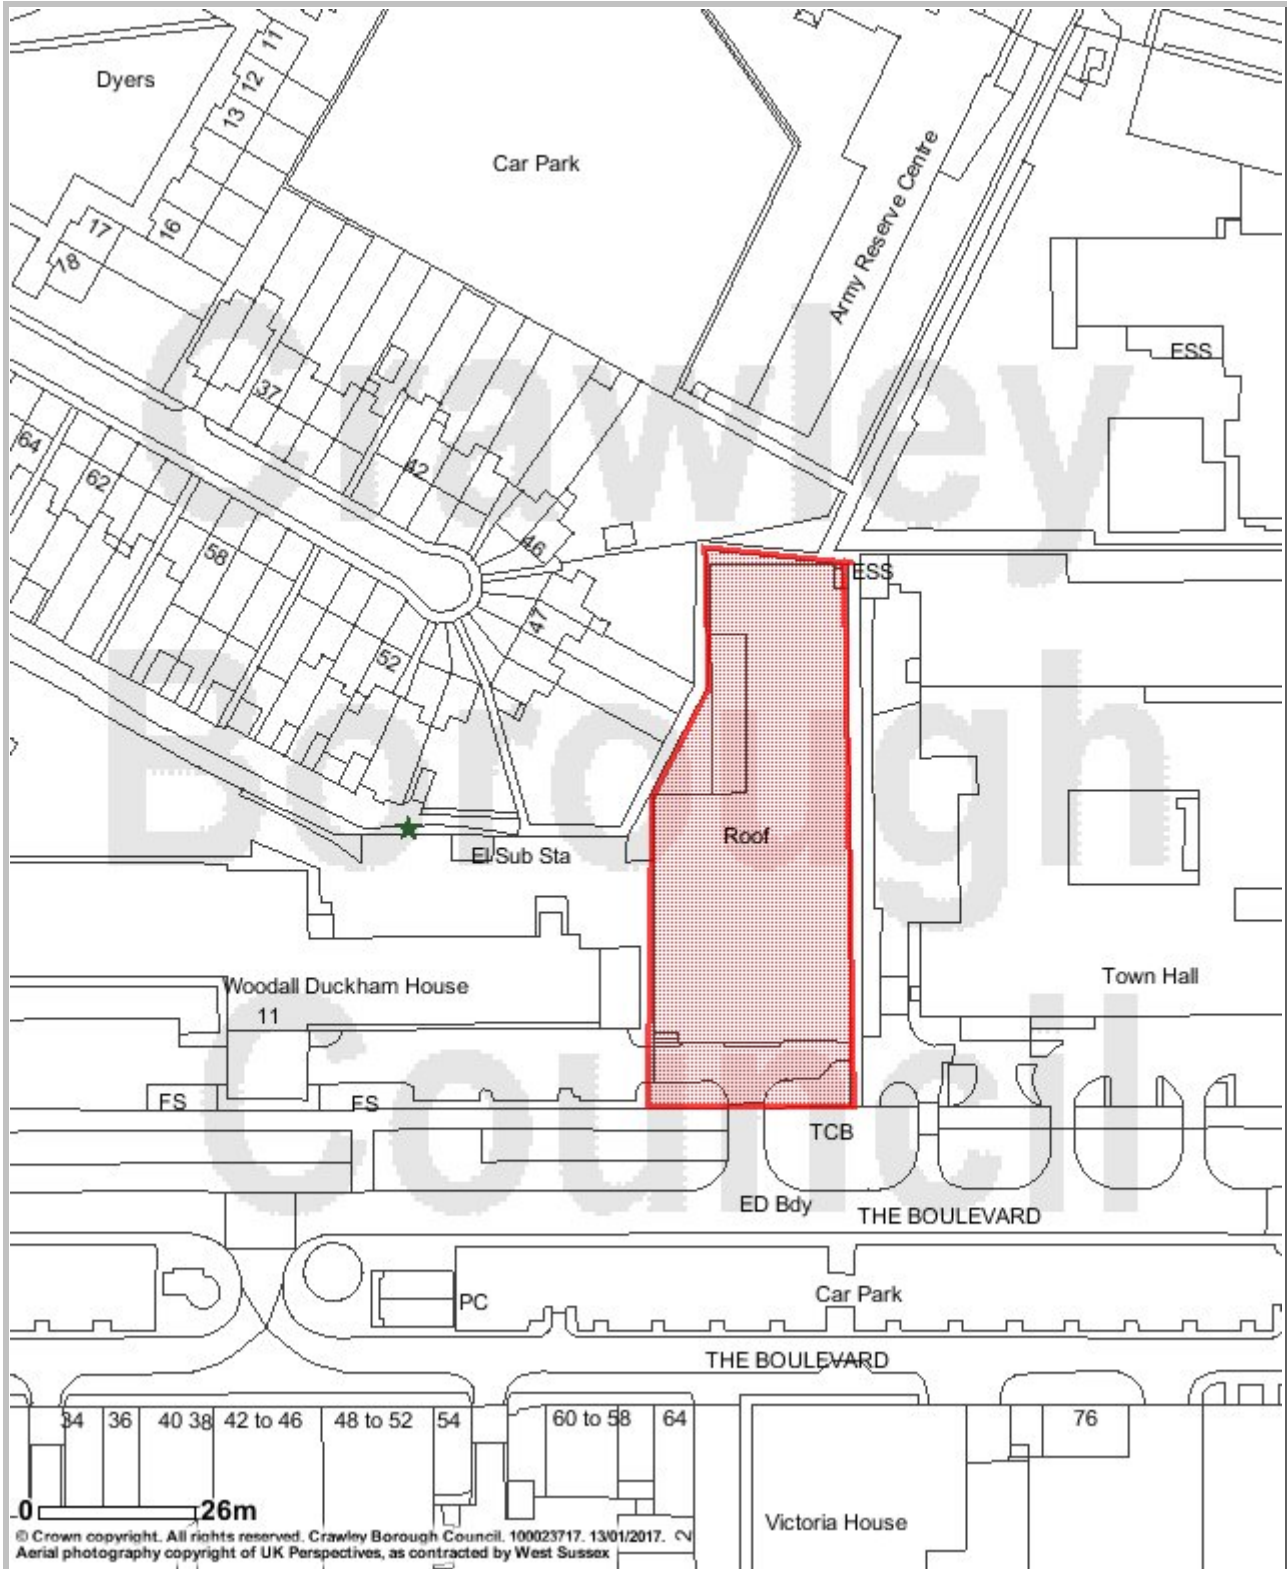 11
Dyers
12
13
Car Park
Army Reserve Centre
16
17
18
ESS
37
64
42
62
46
58
ESS
47
52
Roof
El Sub Sta
Town Hall
Woodall Duckham House
11
FS
FS
TCB
ED Bdy
THE BOULEVARD
Car Park
PC
THE BOULEVARD
34 36 40 38 42 to 46 48 to 52 54 60 to 58 64 76
0 26m
Victoria House
2
© Crown copyright. All rights reserved. Crawley Borough Council. 100023717. 13/01/2017.
Aerial photography copyright of UK Perspectives, as contracted by West Sussex
Crawley
Borough
Council